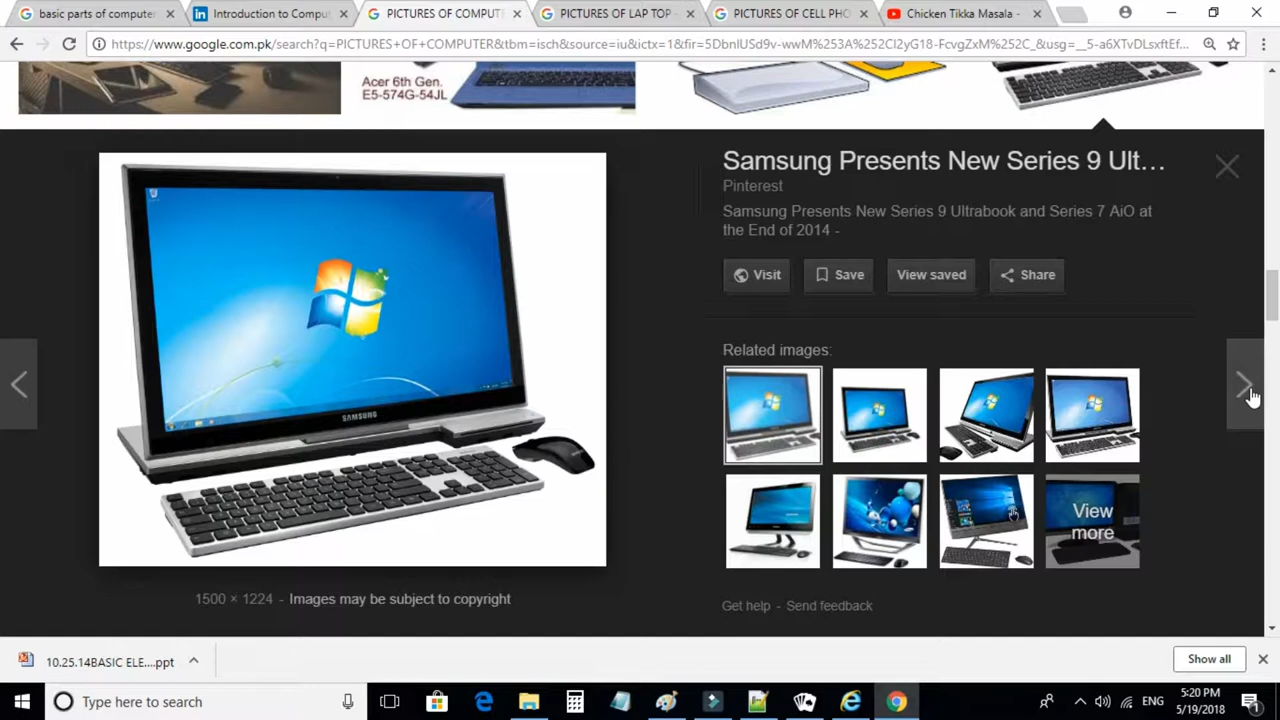 basic parts of computer
Introduction to Compu
PICTURES OF COMPUT
PICTURES OF LAP TOP -
PICTURES OF CELL PHO
Chicken Tikka Masala -
https://www.google.com.pk/search?q=PICTURES+OF+COMPUTER&tbm=isch&source=iu&ictx=1&fir=5DbnIUSd9v-wwM%253A%252Cl2yG18-FcvgZxM%252C_&usg=__5-a6XTvDLsxftEf...
Acer 6th Gen.
E5-574G-54JL
SAMSUNG
1500 × 1224 - Images may be subject to copyright
Samsung Presents New Series 9 Ult...
Pinterest
Samsung Presents New Series 9 Ultrabook and Series 7 AiO at
the End of 2014 -
Visit
Save
View saved
Share
Related images:
View
more
Get help - Send feedback
10.25.14BASIC ELE....ppt
Show all
Type here to search
ENG
5:20 PM
5/19/2018
1